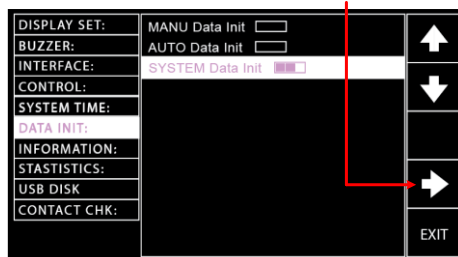 DISPLAY SET:
BUZZER:
INTERFACE:
CONTROL:
SYSTEM TIME:
DATA INIT:
INFORMATION:
STASTISTICS:
USB DISK
CONTACT CHK:
MANU Data Init
AUTO Data Init
SYSTEM Data Init
EXIT